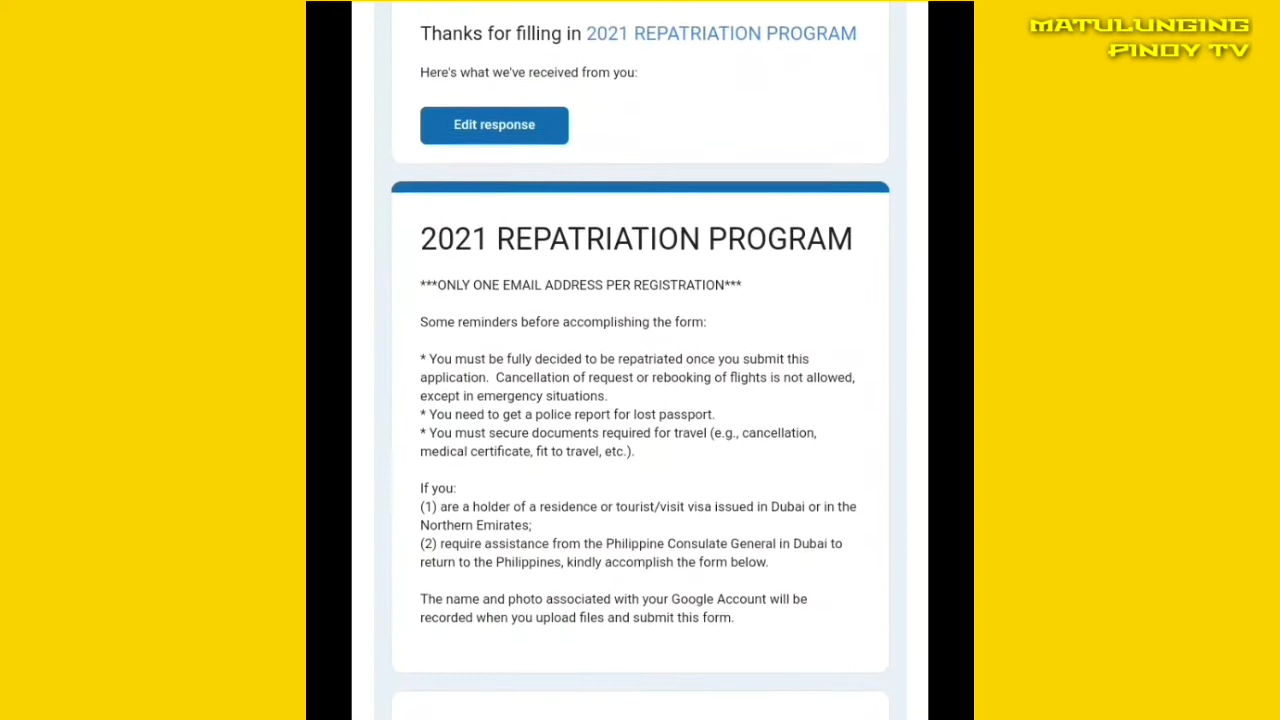 MATULUNGING
PINOY TV
Thanks for filling in 2021 REPATRIATION PROGRAM
Here's what we've received from you:
Edit response
2021 REPATRIATION PROGRAM
***ONLY ONE EMAIL ADDRESS PER REGISTRATION***
Some reminders before accomplishing the form:
* You must be fully decided to be repatriated once you submit this
application.  Cancellation of request or rebooking of flights is not allowed,
except in emergency situations.
* You need to get a police report for lost passport.
* You must secure documents required for travel (e.g., cancellation,
medical certificate, fit to travel, etc.).
If you:
(1) are a holder of a residence or tourist/visit visa issued in Dubai or in the
Northern Emirates;
(2) require assistance from the Philippine Consulate General in Dubai to
return to the Philippines, kindly accomplish the form below.
The name and photo associated with your Google Account will be
recorded when you upload files and submit this form.